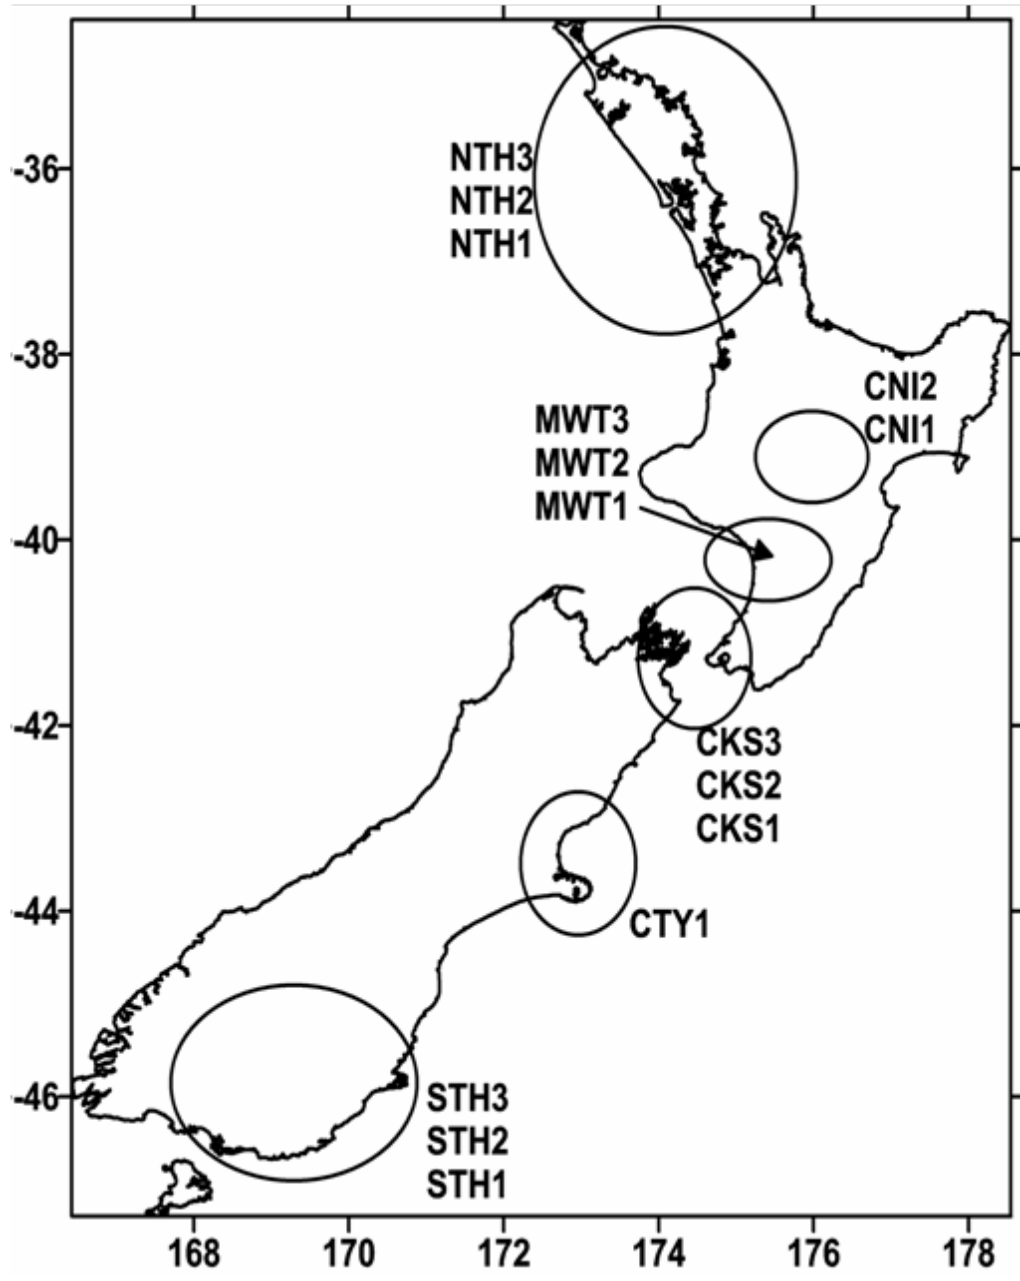 NTH3
-36
NTH2
NTH1
-38
CNI2
MWT3
CNI1
MWT2
MWT1
-40
-42
CKS3
CKS2
CKS1
-44
CTY1
-46
STH3
STH2
STH1
168
170
172
174
176
178